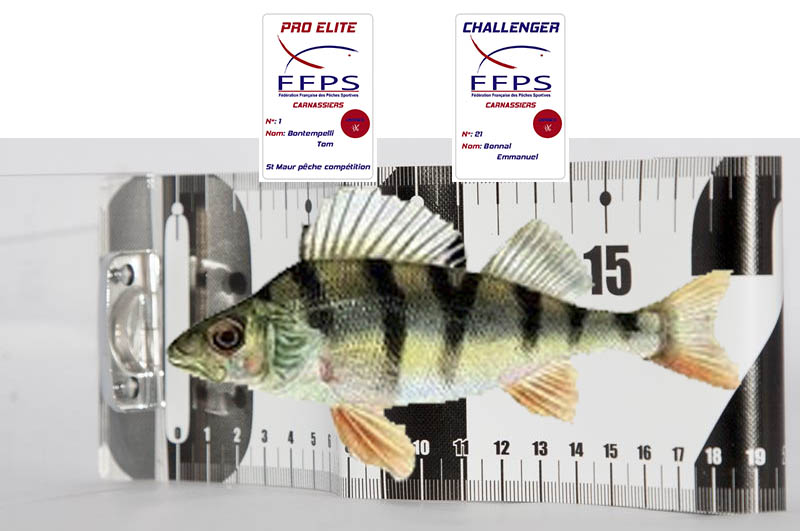 PRO ELITE
FFPS
Fédération Française des Pêches Sportives
CARNASSIERS
N°: 1
Nom: Bontempelli
Tom
St Maur pêche compétition
CHALLENGER
FFPS
Fédération Française des Pêches Sportives
CARNASSIERS
N°: 21
Nom: Bonnal
Emmanuel
15
0 1 2 3 4 5 6 10 11 12 13 14 15 16 17 18 19